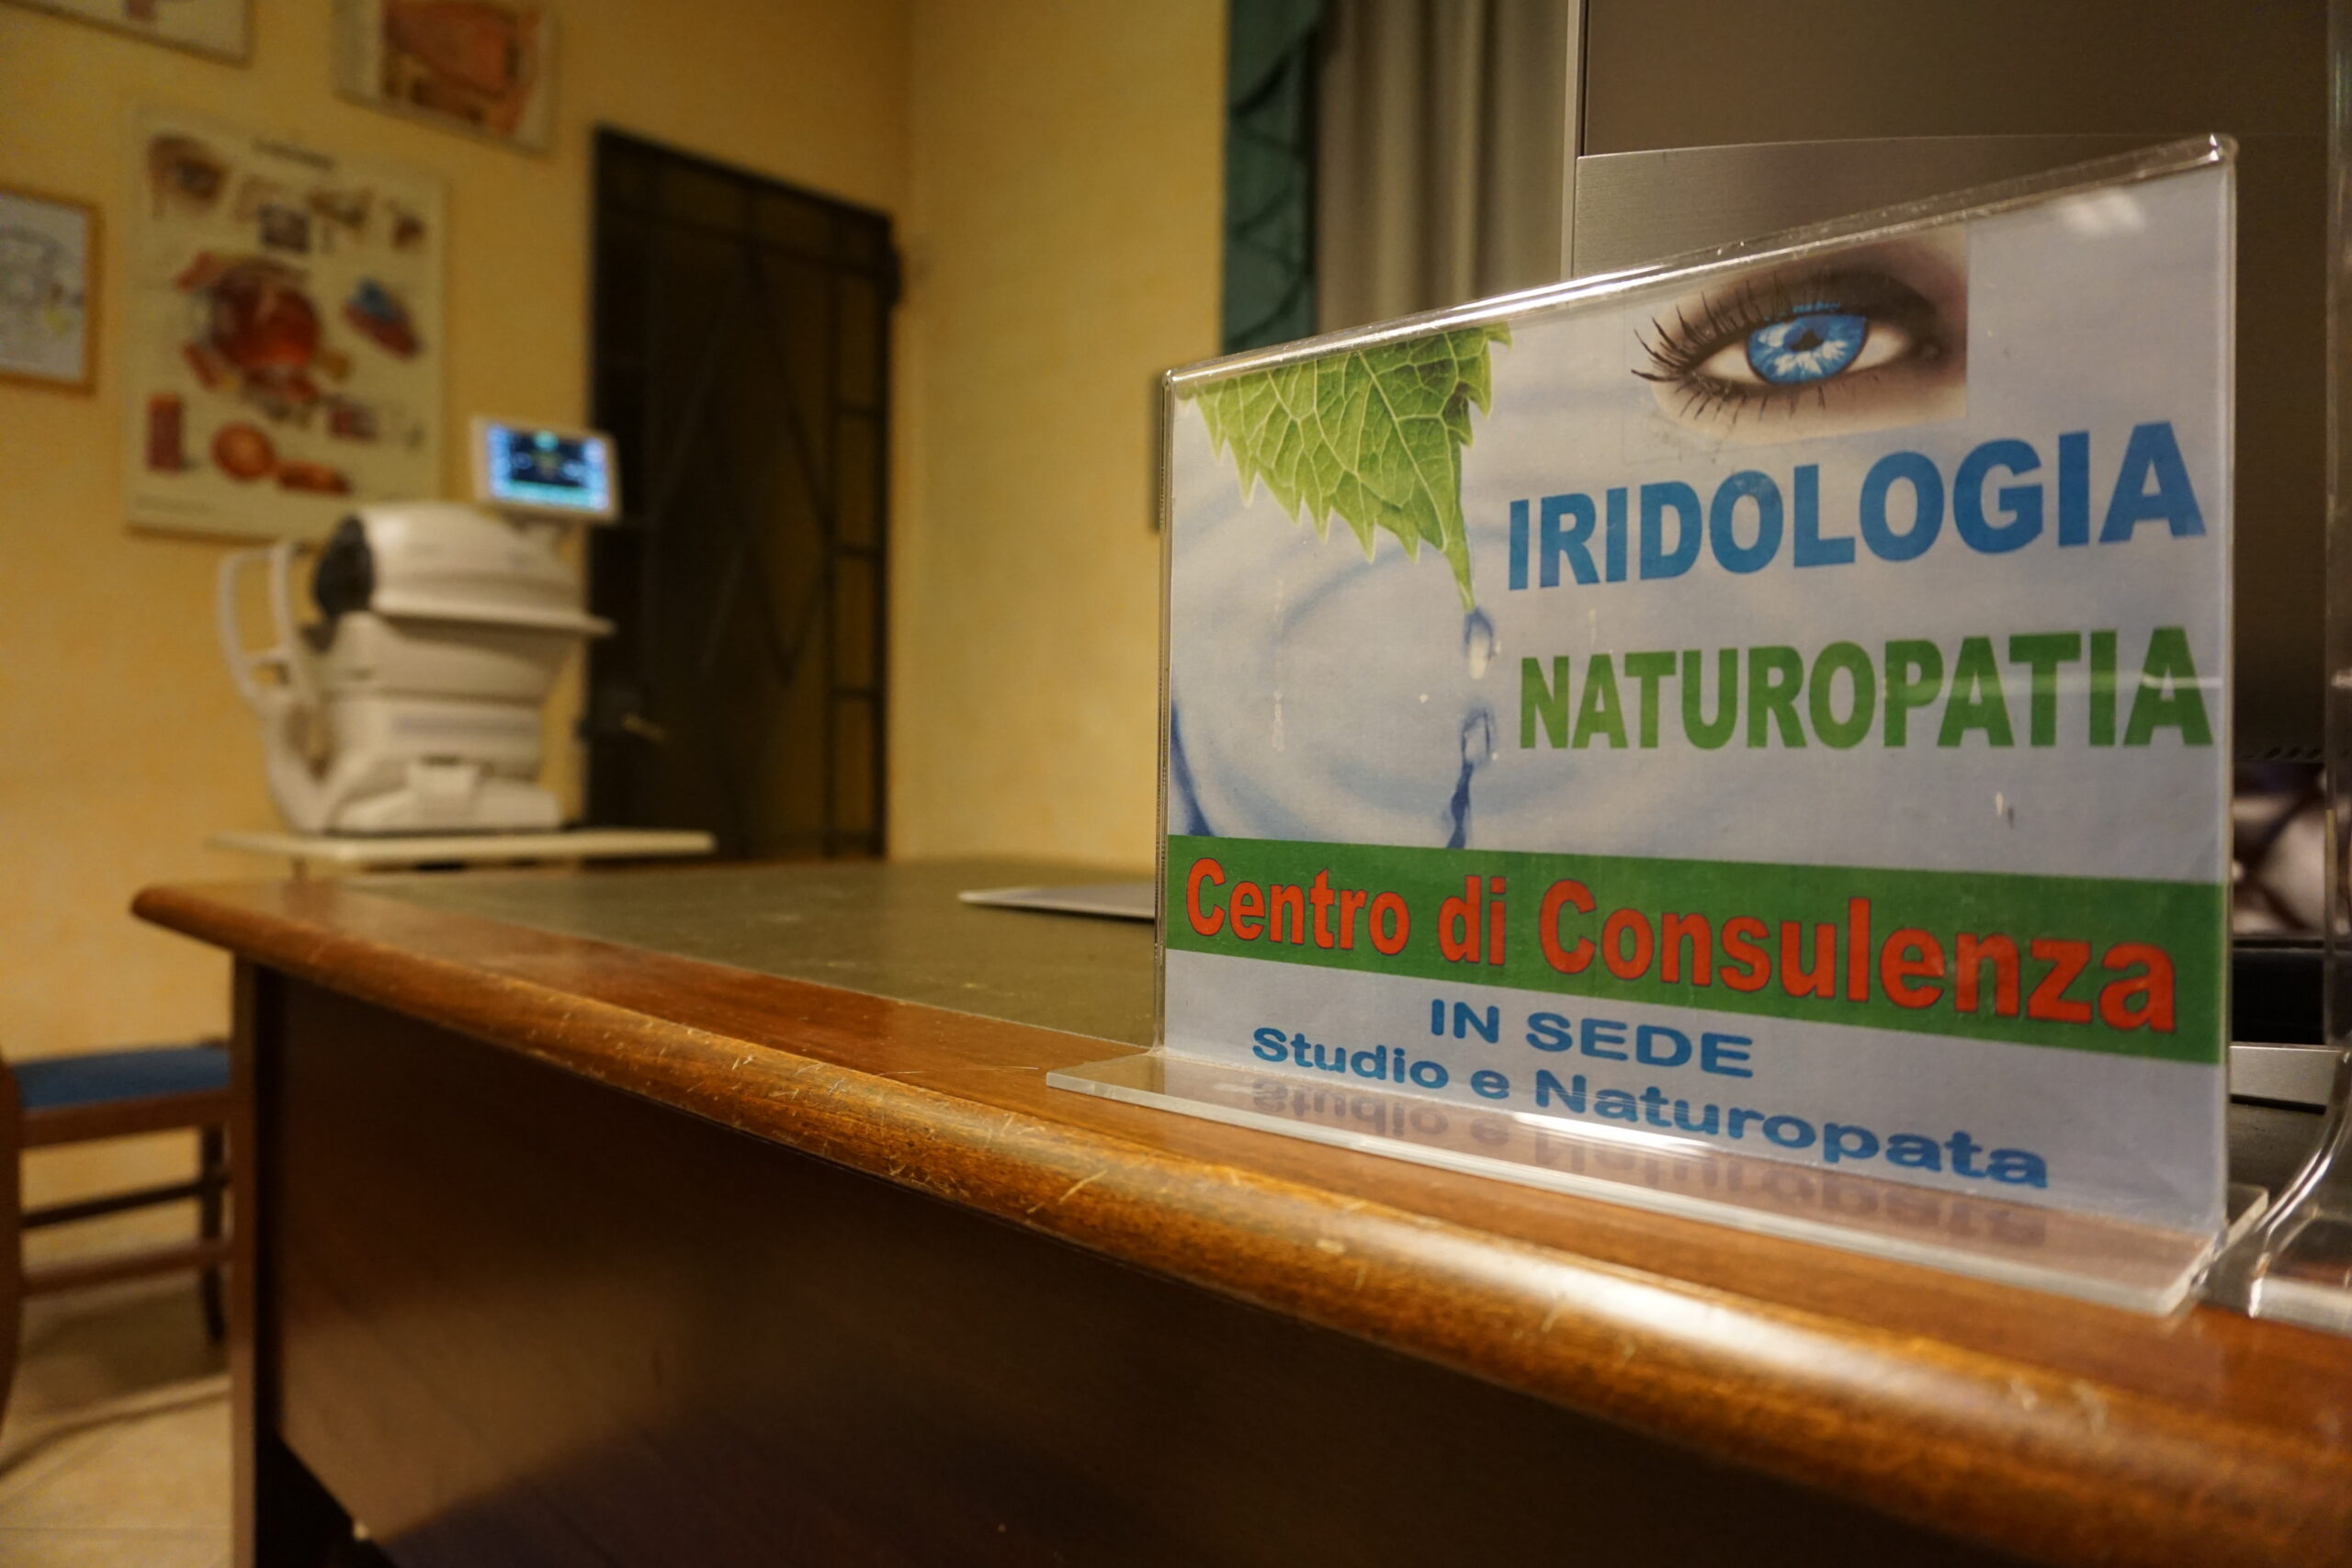 IRIDOLOGIA
NATUROPATIA
Centro di Consulenza
IN SEDE
Studio e Naturopata